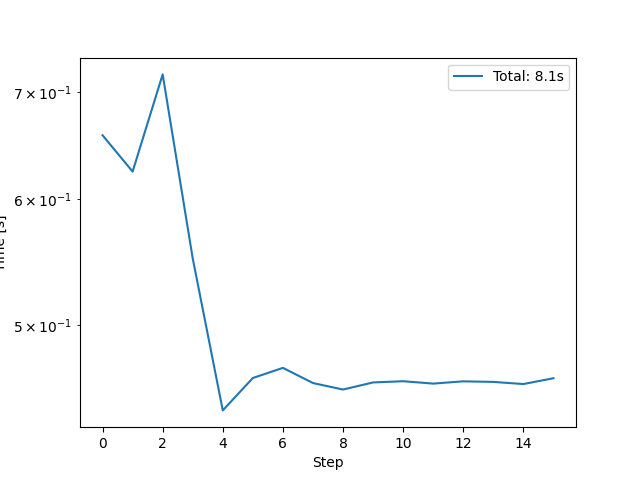 Total: 8.1s
7 × 10⁻¹
6 × 10⁻¹
5 × 10⁻¹
Time [s]
0 2 4 6 8 10 12 14
Step